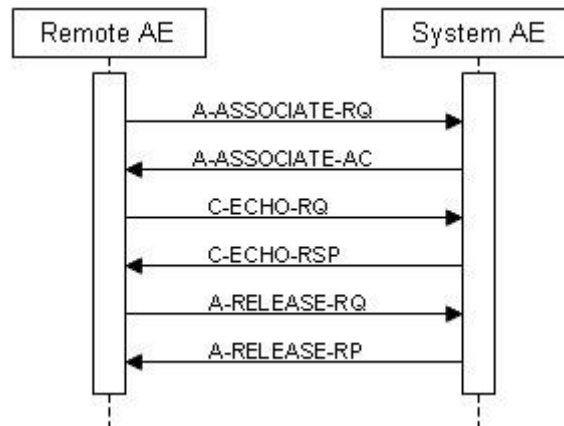 Remote AE
System AE
A-ASSOCIATE-RQ
A-ASSOCIATE-AC
C-ECHO-RQ
C-ECHO-RSP
A-RELEASE-RQ
A-RELEASE-RP